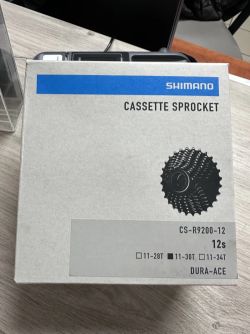 SHIMANO
CASSETTE SPROCKET
CS-R9200-12
12s
□11-28T ■11-30T □11-34T
DURA-ACE